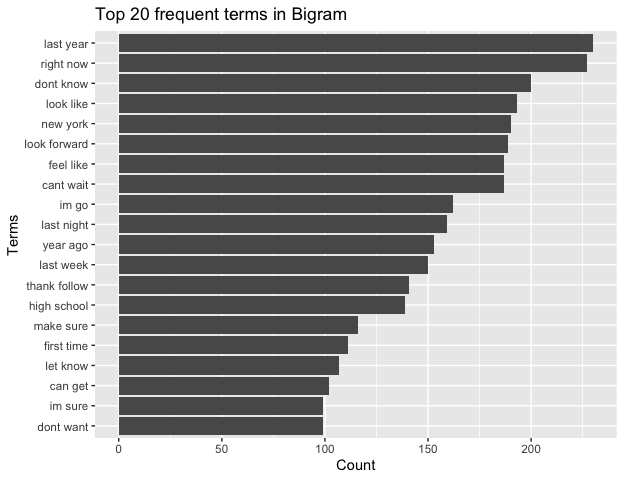 Top 20 frequent terms in Bigram
last year
right now
dont know
look like
new york
look forward
feel like
cant wait
im go
last night
year ago
last week
thank follow
high school
make sure
first time
let know
can get
im sure
dont want
Terms
0 50 100 150 200
Count